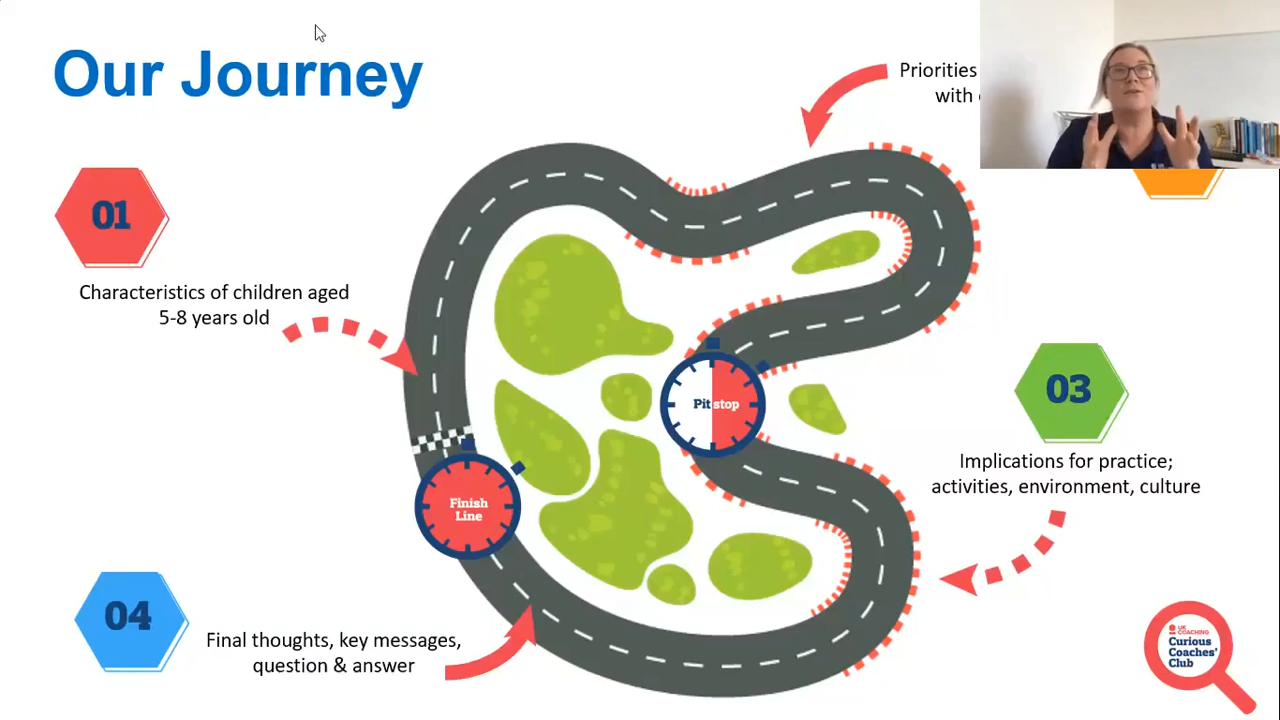 Our Journey
Priorities
with
01
Characteristics of children aged
5-8 years old
Pit stop
03
Implications for practice;
activities, environment, culture
Finish
Line
04
Final thoughts, key messages,
question & answer
UK
COACHING
Curious
Coaches'
Club